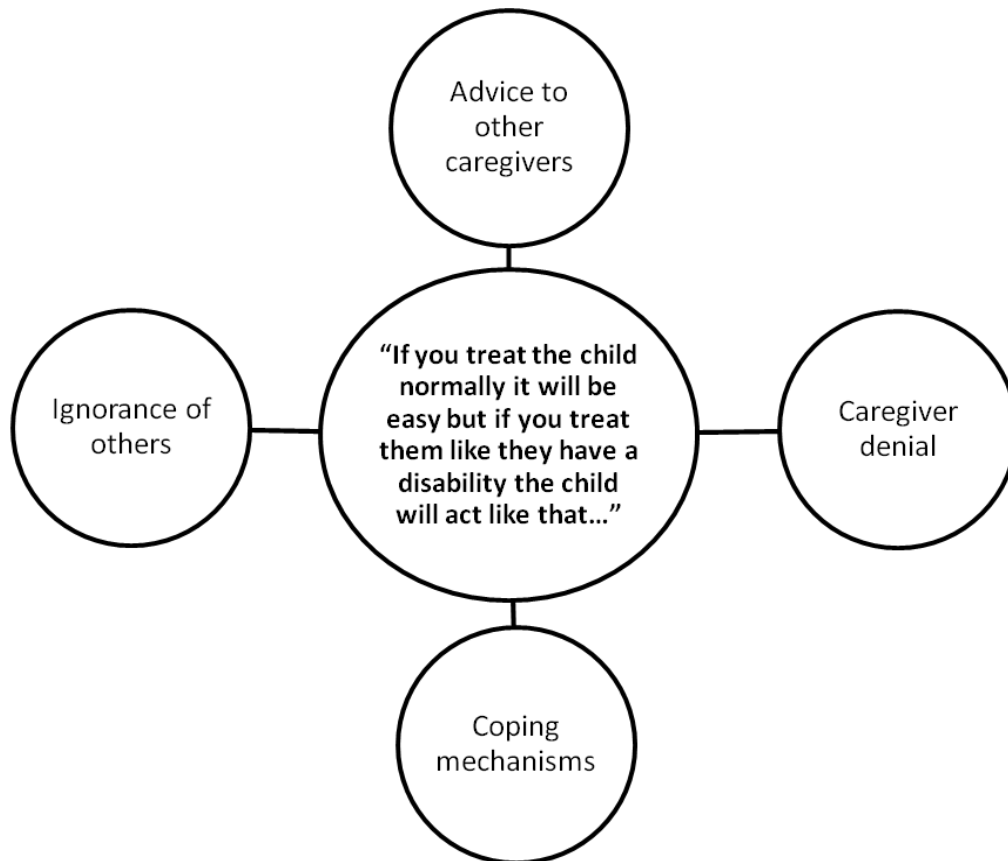 Advice to
other
caregivers
Ignorance of
others
“If you treat the child
normally it will be
easy but if you treat
them like they have a
disability the child
will act like that…”
Caregiver
denial
Coping
mechanisms